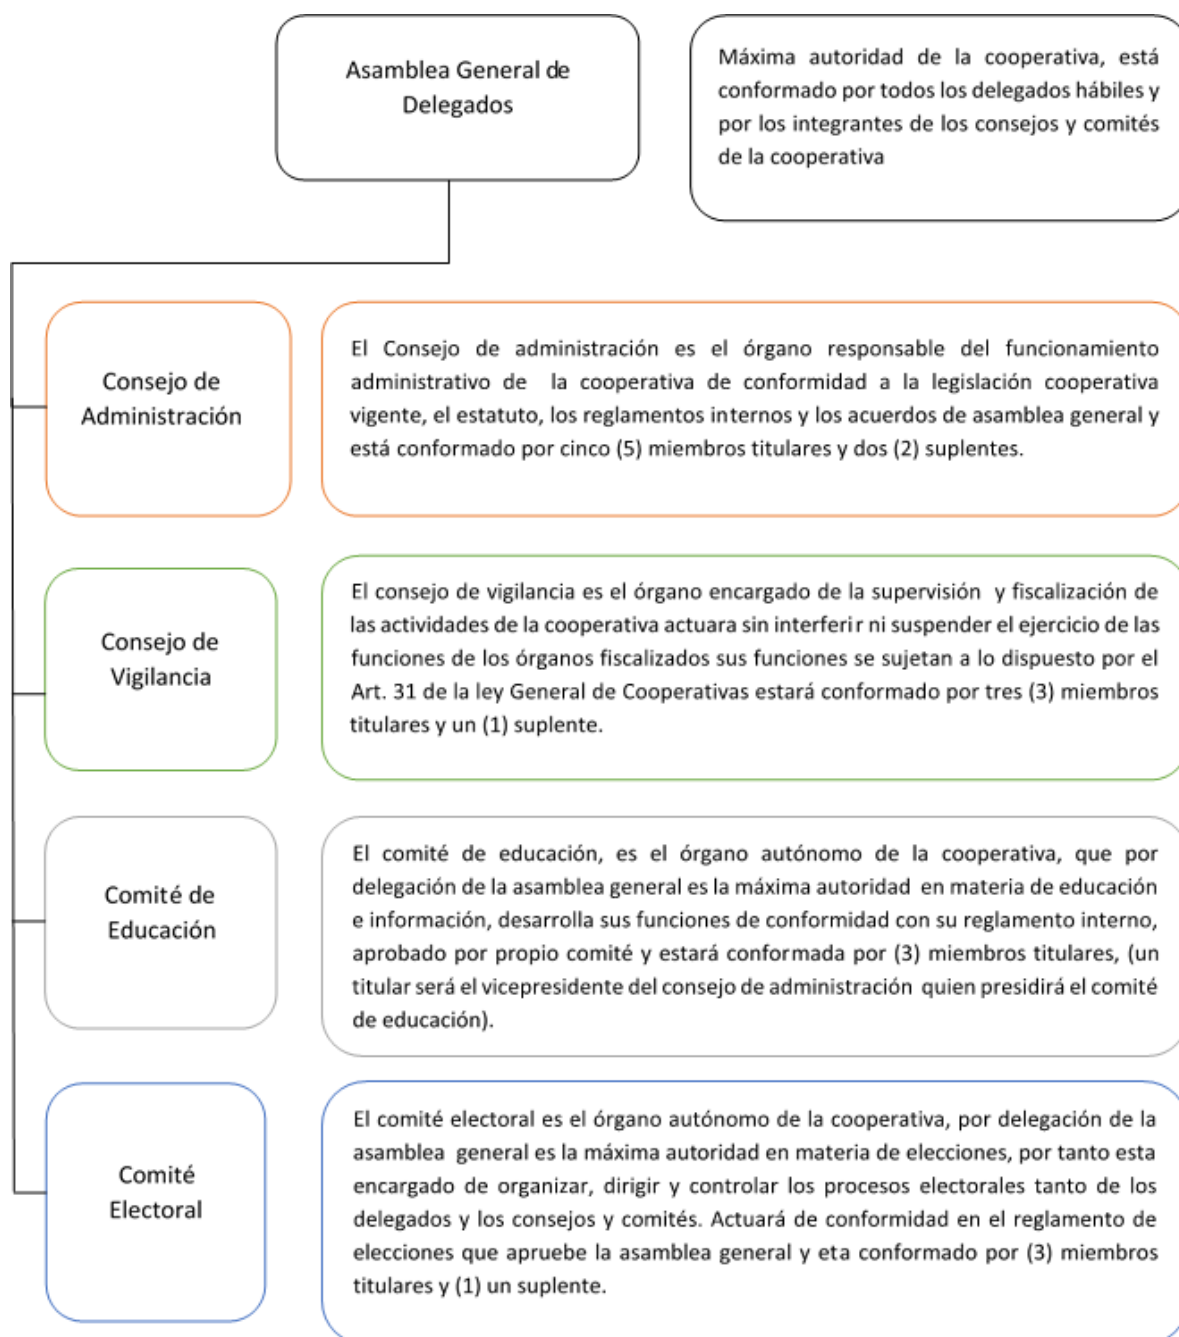 Asamblea General de
Delegados
Máxima autoridad de la cooperativa, está
conformado por todos los delegados hábiles y
por los integrantes de los consejos y comités
de la cooperativa
Consejo de
Administración
El Consejo de administración es el órgano responsable del funcionamiento
administrativo de la cooperativa de conformidad a la legislación cooperativa
vigente, el estatuto, los reglamentos internos y los acuerdos de asamblea general y
está conformado por cinco (5) miembros titulares y dos (2) suplentes.
Consejo de
Vigilancia
El consejo de vigilancia es el órgano encargado de la supervisión y fiscalización de
las actividades de la cooperativa actuara sin interferir ni suspender el ejercicio de las
funciones de los órganos fiscalizados sus funciones se sujetan a lo dispuesto por el
Art. 31 de la ley General de Cooperativas estará conformado por tres (3) miembros
titulares y un (1) suplente.
Comité de
Educación
El comité de educación, es el órgano autónomo de la cooperativa, que por
delegación de la asamblea general es la máxima autoridad en materia de educación
e información, desarrolla sus funciones de conformidad con su reglamento interno,
aprobado por propio comité y estará conformada por (3) miembros titulares, (un
titular será el vicepresidente del consejo de administración quien presidirá el comité
de educación).
Comité
Electoral
El comité electoral es el órgano autónomo de la cooperativa, por delegación de la
asamblea general es la máxima autoridad en materia de elecciones, por tanto esta
encargado de organizar, dirigir y controlar los procesos electorales tanto de los
delegados y los consejos y comités. Actuará de conformidad en el reglamento de
elecciones que apruebe la asamblea general y eta conformado por (3) miembros
titulares y (1) un suplente.